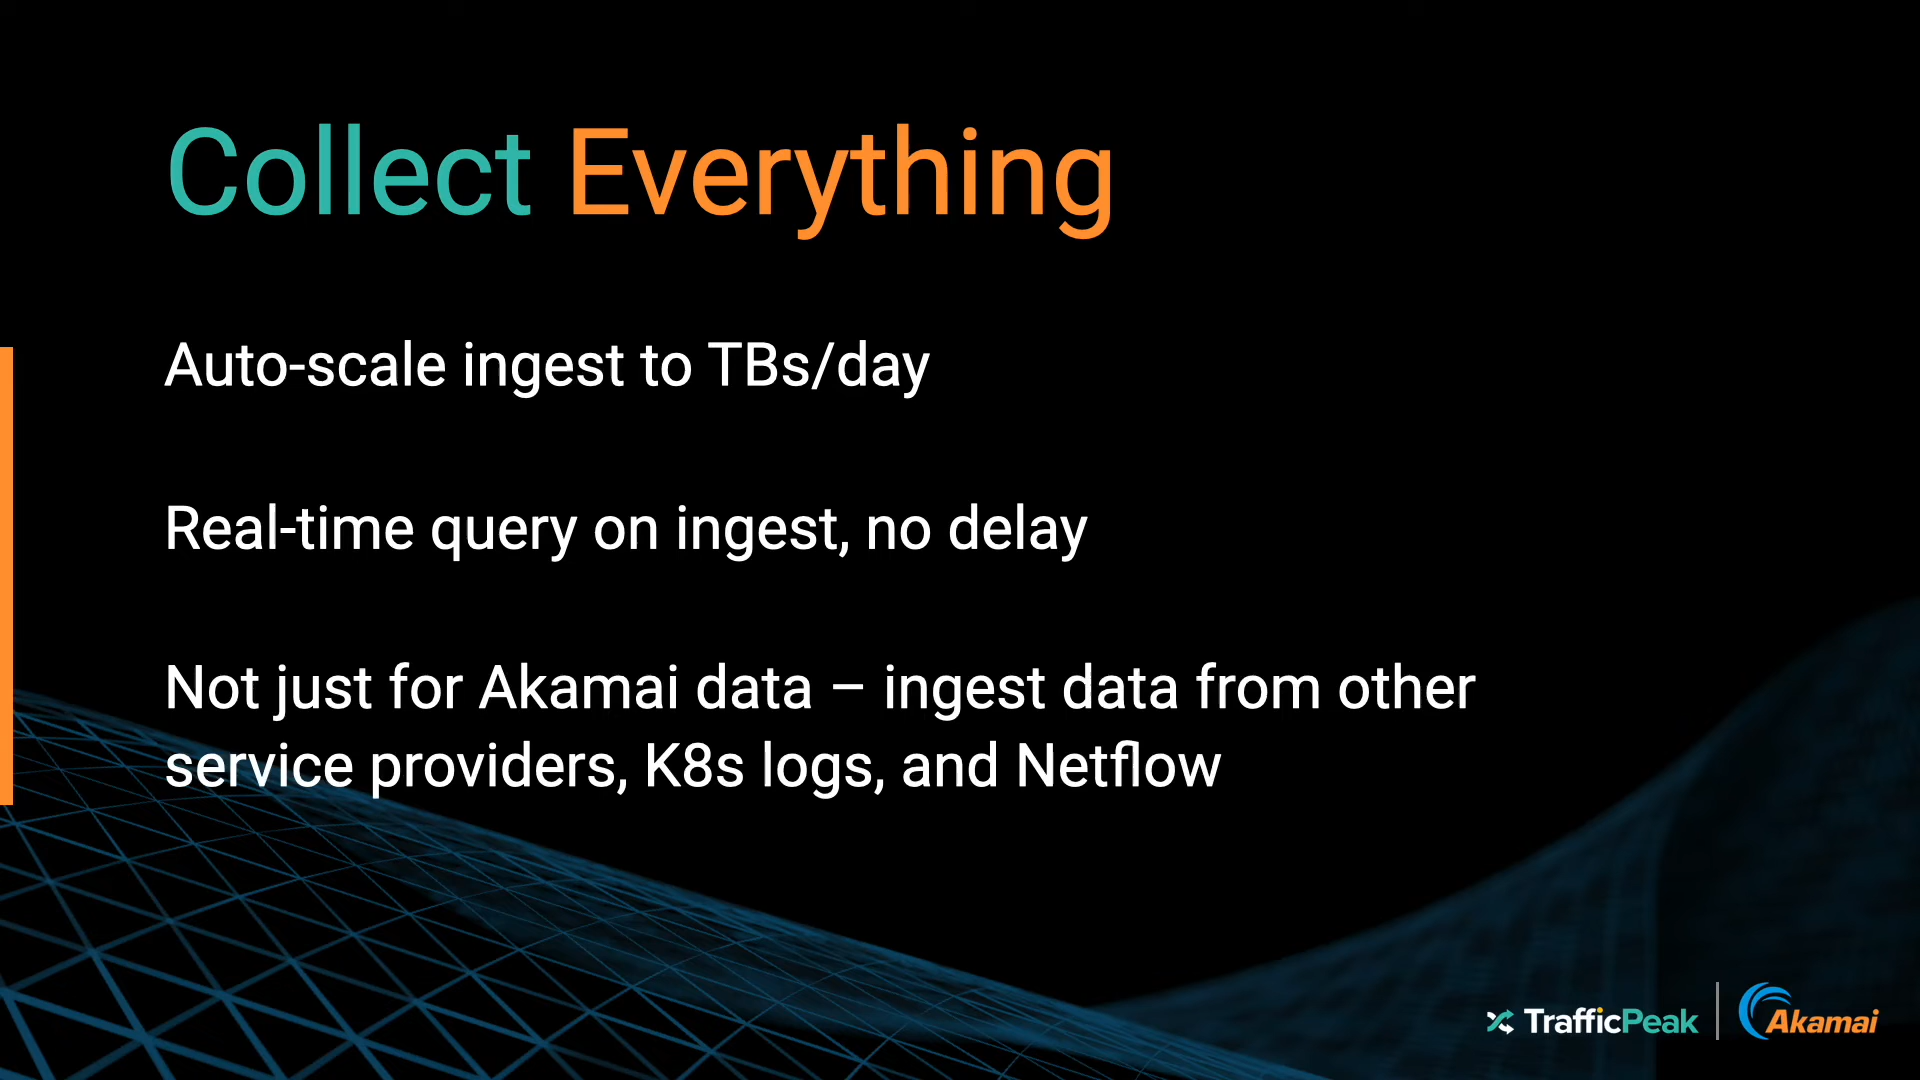 Collect Everything
Auto-scale ingest to TBs/day
Real-time query on ingest, no delay
Not just for Akamai data – ingest data from other
service providers, K8s logs, and Netflow
TrafficPeak
Akamai